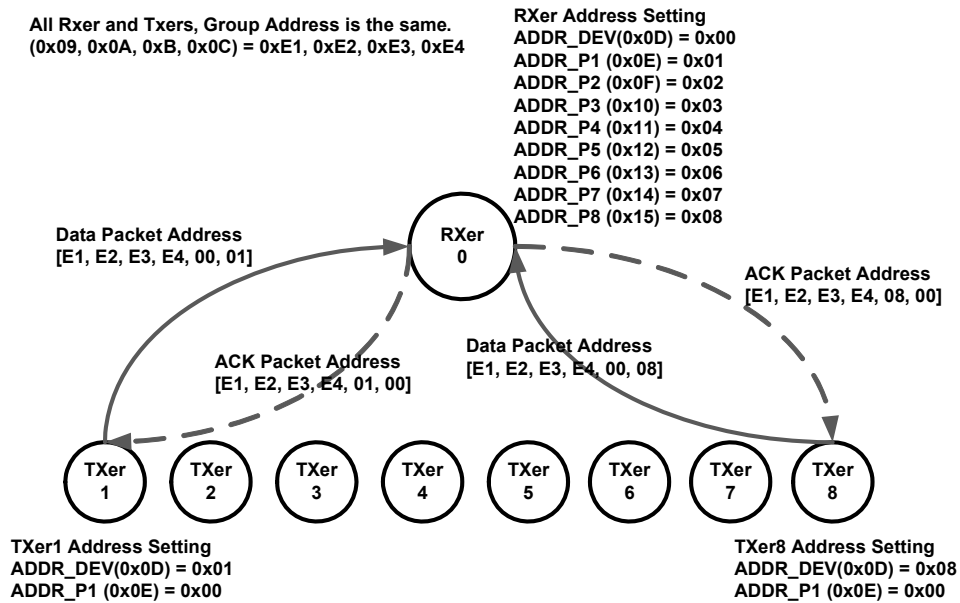 All Rxer and Txers, Group Address is the same.
(0x09, 0x0A, 0xB, 0x0C) = 0xE1, 0xE2, 0xE3, 0xE4
RXer Address Setting
ADDR_DEV(0x0D) = 0x00
ADDR_P1 (0x0E) = 0x01
ADDR_P2 (0x0F) = 0x02
ADDR_P3 (0x10) = 0x03
ADDR_P4 (0x11) = 0x04
ADDR_P5 (0x12) = 0x05
ADDR_P6 (0x13) = 0x06
ADDR_P7 (0x14) = 0x07
ADDR_P8 (0x15) = 0x08
RXer
0
Data Packet Address
[E1, E2, E3, E4, 00, 01]
ACK Packet Address
[E1, E2, E3, E4, 08, 00]
ACK Packet Address
[E1, E2, E3, E4, 01, 00]
Data Packet Address
[E1, E2, E3, E4, 00, 08]
TXer
1
TXer
2
TXer
3
TXer
4
TXer
5
TXer
6
TXer
7
TXer
8
TXer1 Address Setting
ADDR_DEV(0x0D) = 0x01
ADDR_P1 (0x0E) = 0x00
TXer8 Address Setting
ADDR_DEV(0x0D) = 0x08
ADDR_P1 (0x0E) = 0x00